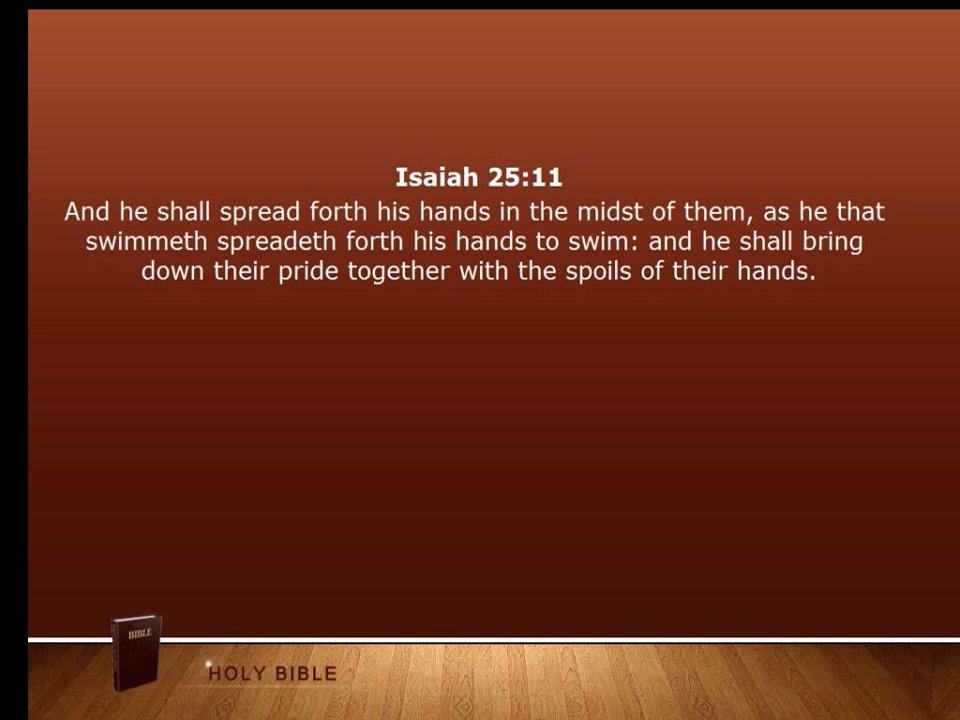 Isaiah 25:11
And he shall spread forth his hands in the midst of them, as he that
swimmeth spreadeth forth his hands to swim: and he shall bring
down their pride together with the spoils of their hands.
BIBLE
HOLY BIBLE